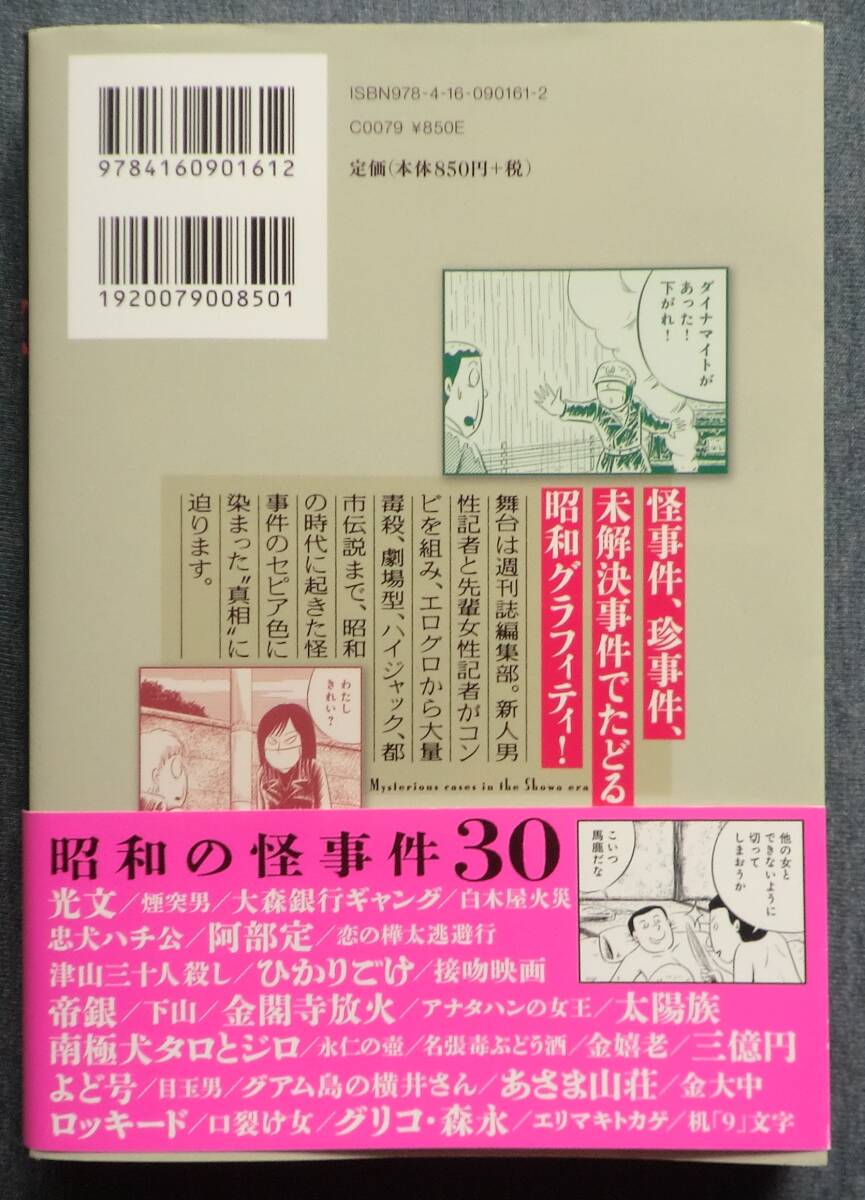 9784160901612
1920079008501
ISBN978-4-16-090161-2
C0079 ¥850E
定価(本体850円+税)
ダイナマイトが
あった!
下がれ!
怪事件、珍事件、
未解決事件でたどる
昭和グラフィティ!
舞台は週刊誌編集部。新人男
性記者と先輩女性記者がコン
ビを組み、エログロから大量
毒殺、劇場型、ハイジャック、都
市伝説まで、昭和
の時代に起きた怪
事件のセピア色に
染まった“真相”に
迫ります。
わたし
きれい?
Mysterious cases in the Showa era
昭和の怪事件30
他の女と
できないように
切って
しまおうか
こいつ
馬鹿だな
光文/煙突男/大森銀行ギャング/白木屋火災
忠犬ハチ公/阿部定/恋の樺太逃避行
津山三十人殺し/ひかりごけ/接吻映画
帝銀/下山/金閣寺放火/アナタハンの女王/太陽族
南極犬タロとジロ/永仁の壺/名張毒ぶどう酒/金嬉老/三億円
よど号/目玉男/グアム島の横井さん/あさま山荘/金大中
ロッキード/口裂け女/グリコ・森永/エリマキトカゲ/机「9」文字